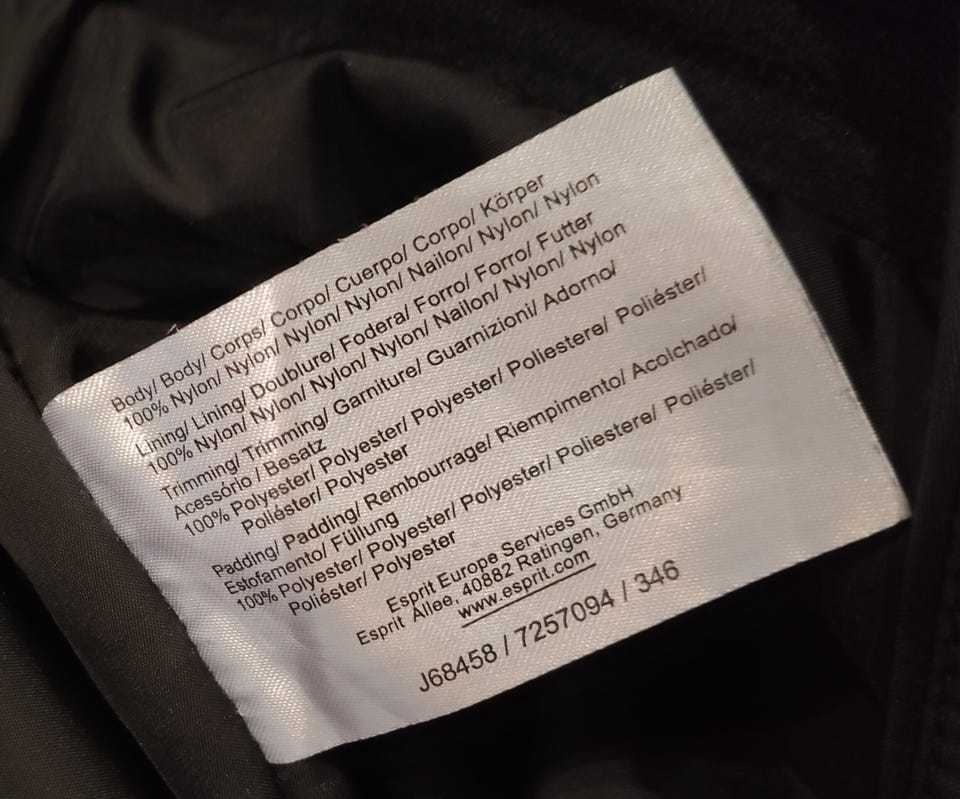 Body/ Body/ Corps/ Corpo/ Cuerpo/ Corpo/ Körper
100% Nylon/ Nylon/ Nylon/ Nylon/ Nailon/ Nylon/ Nylon
Lining/ Lining/ Doublure/ Fodera/ Forro/ Forro/ Futter
100% Nylon/ Nylon/ Nylon/ Nylon/ Nailon/ Nylon/ Nylon
Trimming/ Trimming/ Garniture/ Guarnizioni/ Adorno/
Acessório / Besatz
100% Polyester/ Polyester/ Polyester/ Poliestere/ Poliéster/
Poliéster/ Polyester
Padding/ Padding/ Rembourrage/ Riempimento/ Acolchado/
Estofamento/ Füllung
100% Polyester/ Polyester/ Polyester/ Poliestere/ Poliéster/
Poliéster/ Polyester
Esprit Europe Services GmbH
Esprit Allee, 40882 Ratingen, Germany
www.esprit.com
J68458 / 7257094 / 346